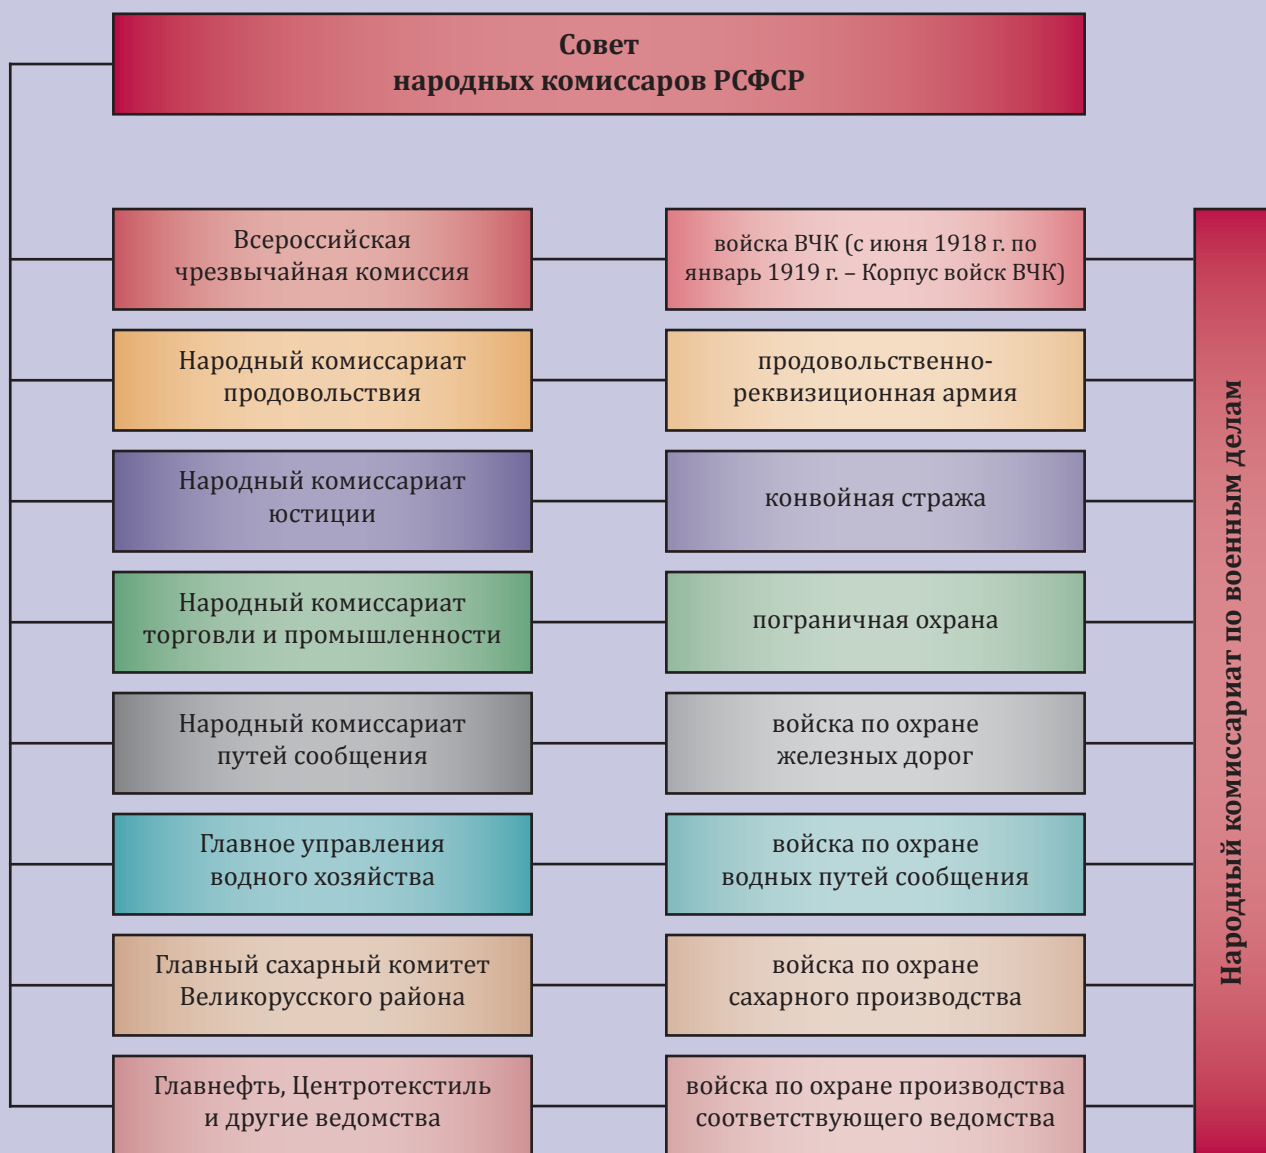 Совет
народных комиссаров РСФСР
Всероссийская
чрезвычайная комиссия
войска ВЧК (с июня 1918 г. по
январь 1919 г. – Корпус войск ВЧК)
Народный комиссариат
продовольствия
продовольственно-
реквизиционная армия
Народный комиссариат
юстиции
конвойная стража
Народный комиссариат
торговли и промышленности
пограничная охрана
Народный комиссариат
путей сообщения
войска по охране
железных дорог
Главное управления
водного хозяйства
войска по охране
водных путей сообщения
Главный сахарный комитет
Великорусского района
войска по охране
сахарного производства
Главнефть, Центротекстиль
и другие ведомства
войска по охране производства
соответствующего ведомства
Народный комиссариат по военным делам